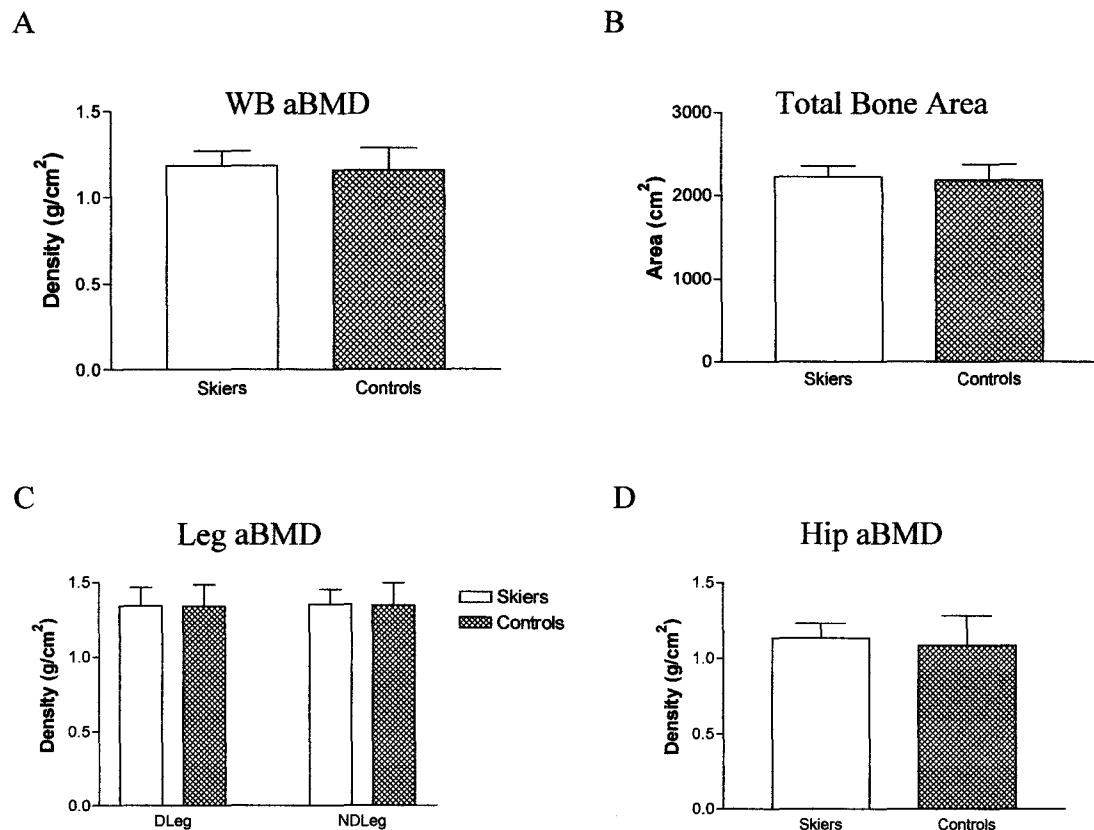 A
WB aBMD
Density (g/cm²)
1.5
1.0
0.5
0.0
Skiers Controls
B
Total Bone Area
Area (cm²)
3000
2000
1000
0
Skiers Controls
C
Leg aBMD
Density (g/cm²)
1.5
1.0
0.5
0.0
DLeg NDLeg
Skiers
Controls
D
Hip aBMD
Density (g/cm²)
1.5
1.0
0.5
0.0
Skiers Controls